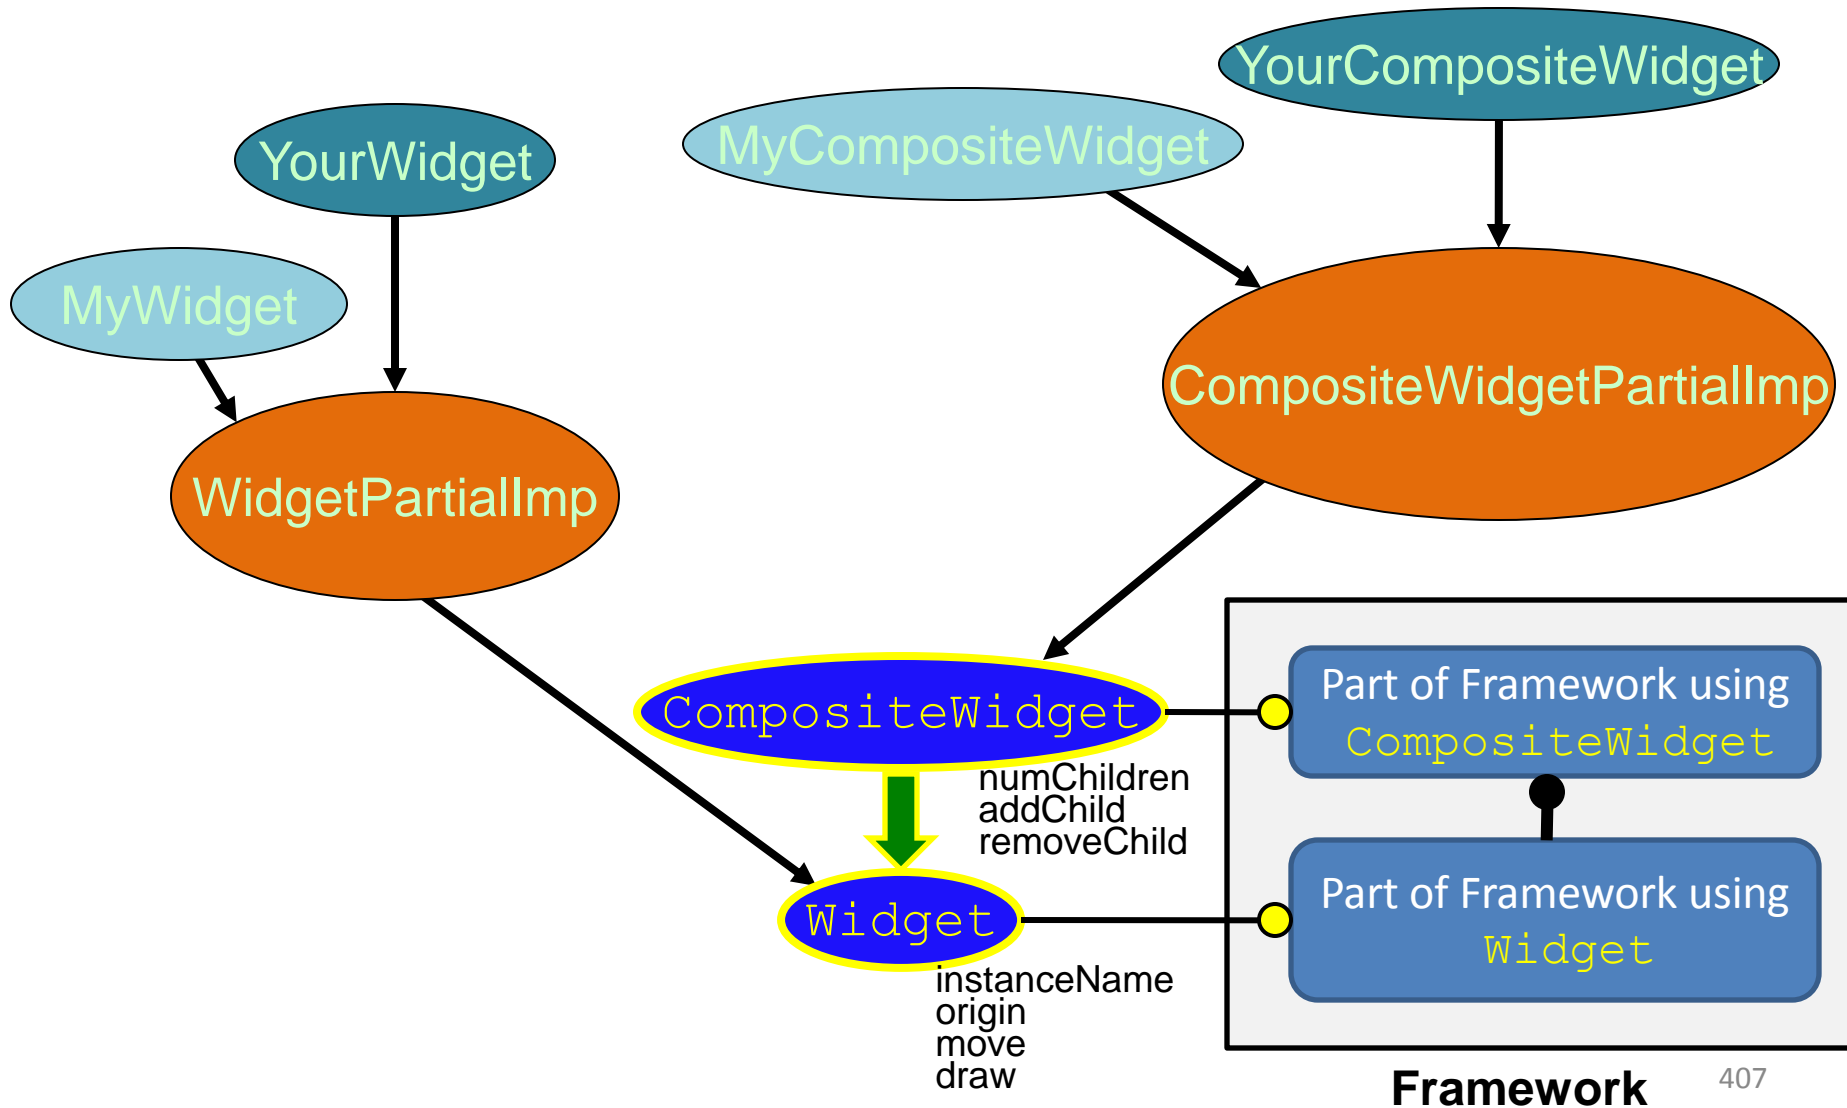 YourCompositeWidget
MyCompositeWidget
YourWidget
MyWidget
CompositeWidgetPartialImp
WidgetPartialImp
CompositeWidget
numChildren
addChild
removeChild
Widget
instanceName
origin
move
draw
Part of Framework using
CompositeWidget
Part of Framework using
Widget
Framework
407